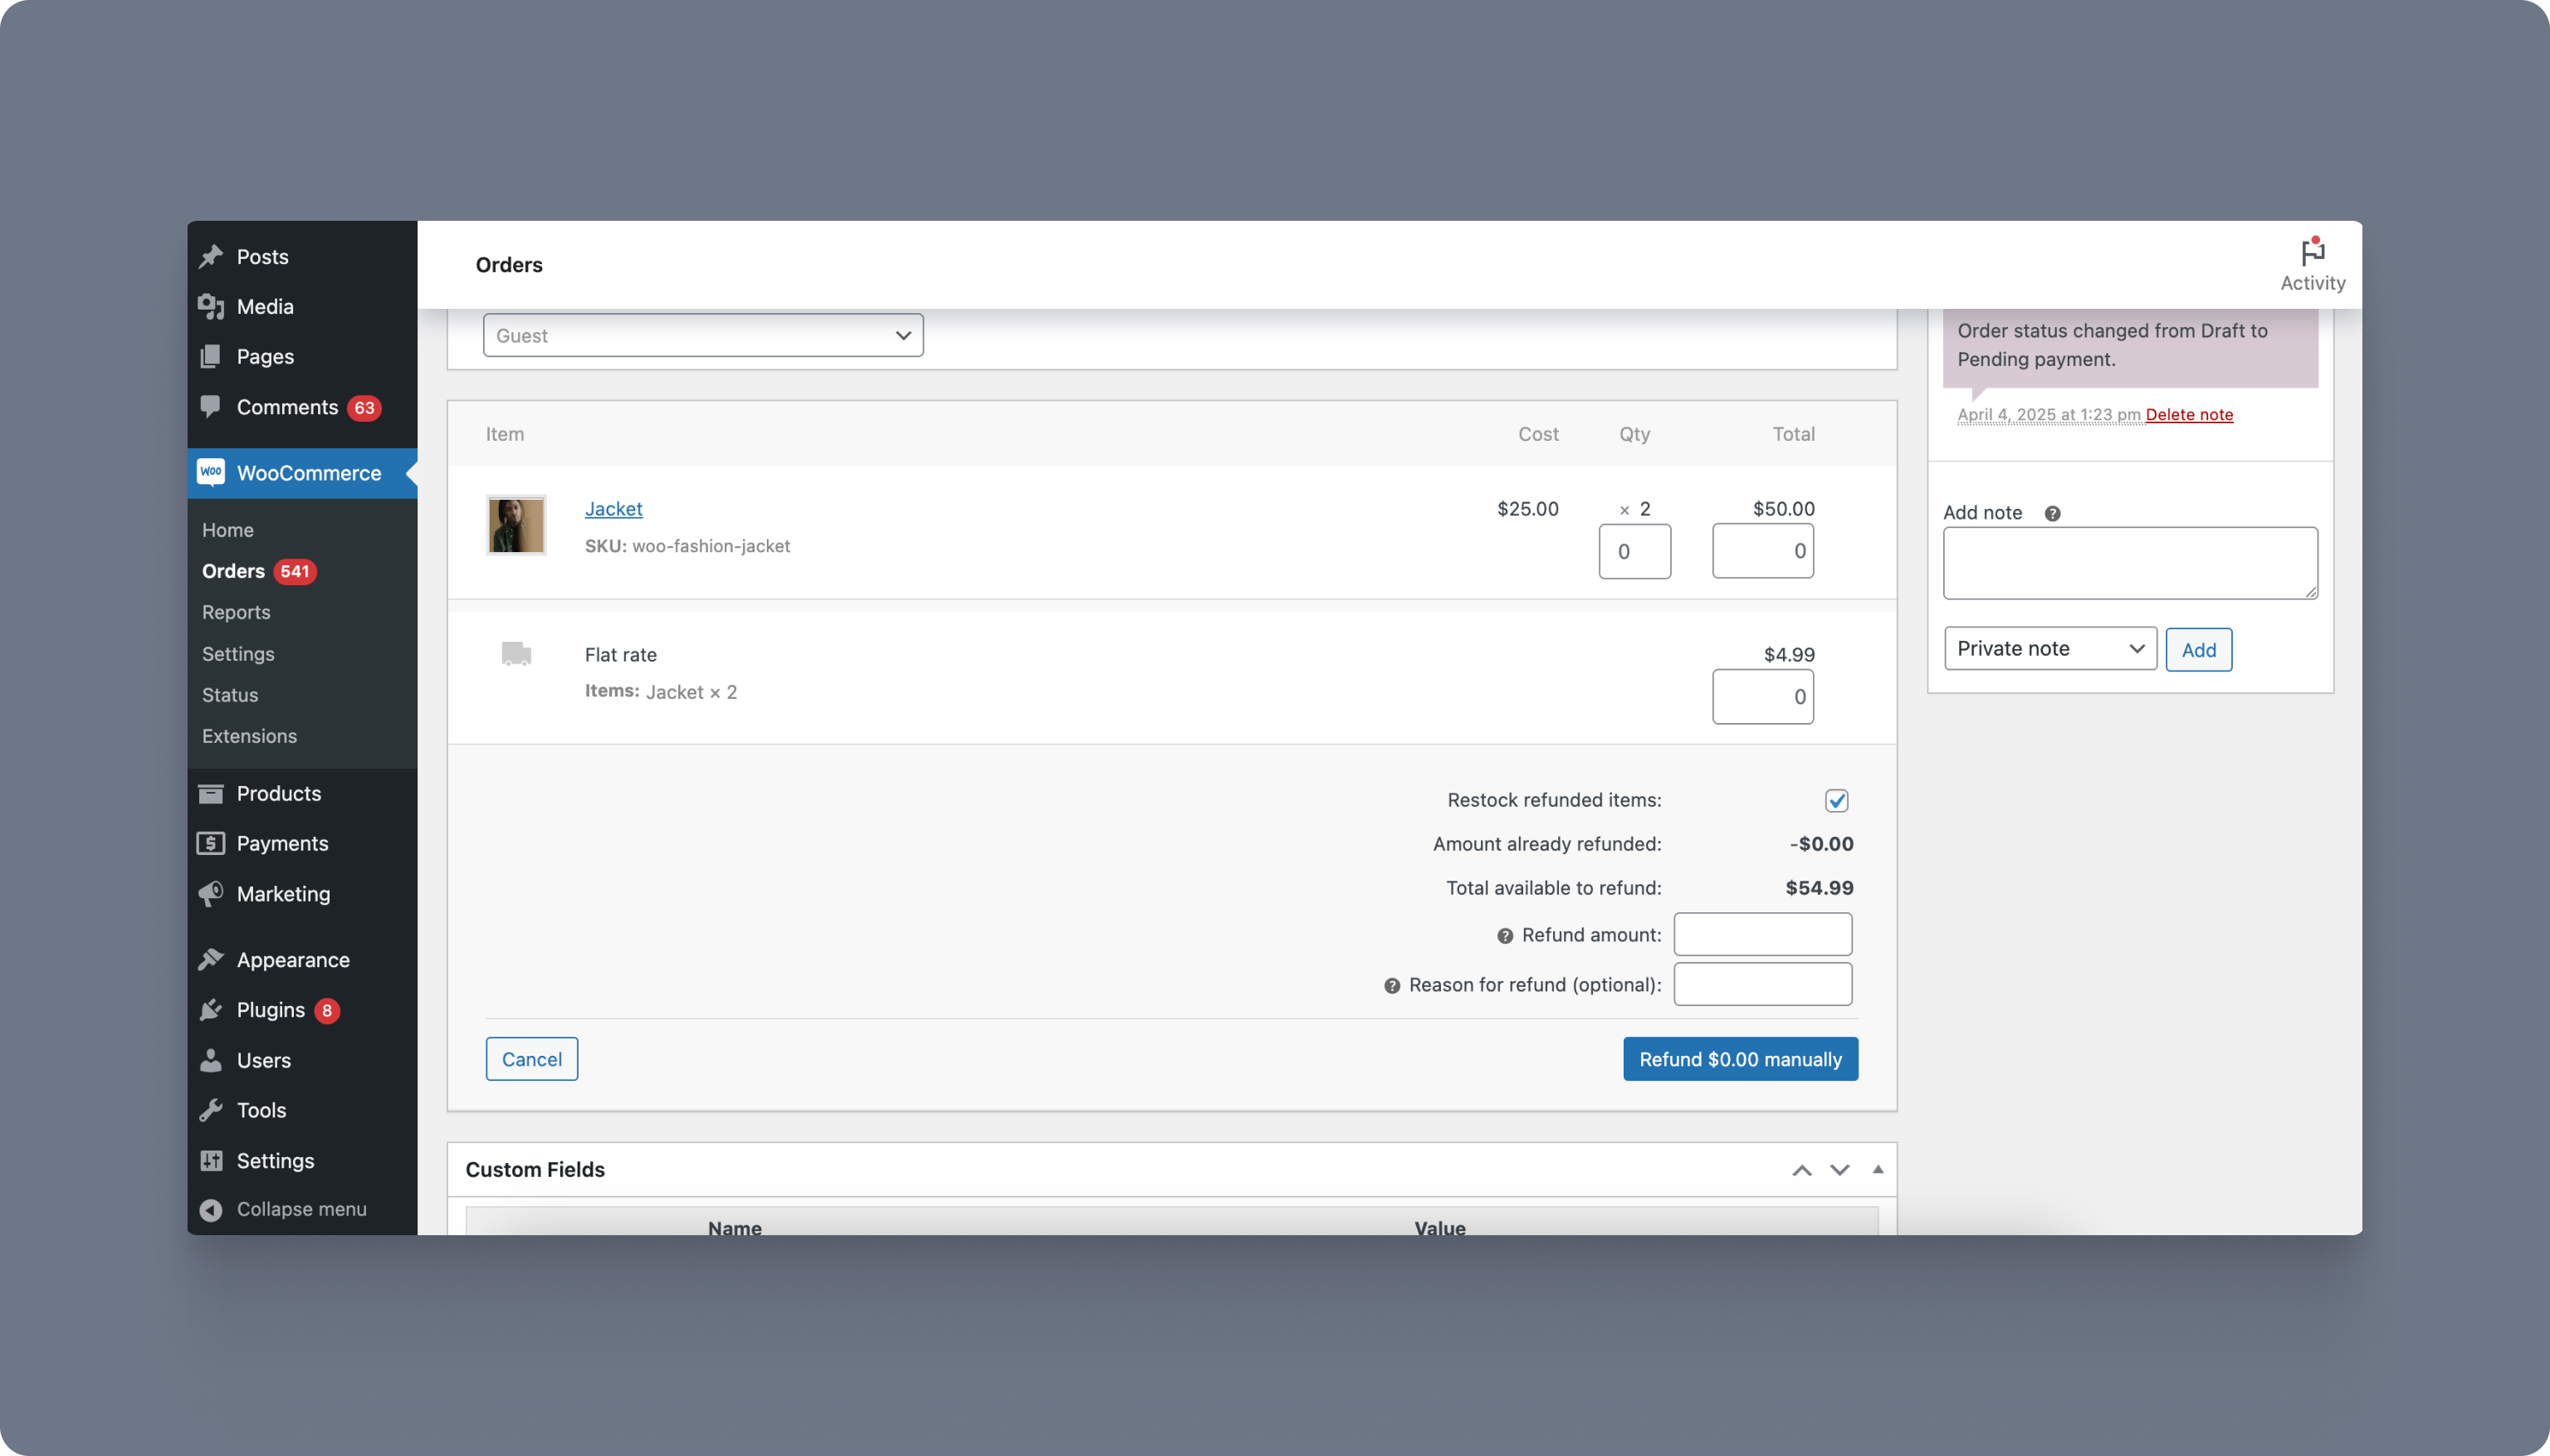 Posts
Media
Pages
Comments 63
Woo WooCommerce
Home
Orders 541
Reports
Settings
Status
Extensions
Products
Payments
Marketing
Appearance
Plugins 8
Users
Tools
Settings
Collapse menu
Orders
Activity
Guest
Item Cost Qty Total
Jacket $25.00 × 2 $50.00
SKU: woo-fashion-jacket 0 0
Flat rate $4.99
Items: Jacket × 2 0
Restock refunded items:
Amount already refunded: -$0.00
Total available to refund: $54.99
? Refund amount:
? Reason for refund (optional):
Cancel Refund $0.00 manually
Custom Fields
Name Value
Order status changed from Draft to
Pending payment.
April 4, 2025 at 1:23 pm Delete note
Add note ?
Private note Add